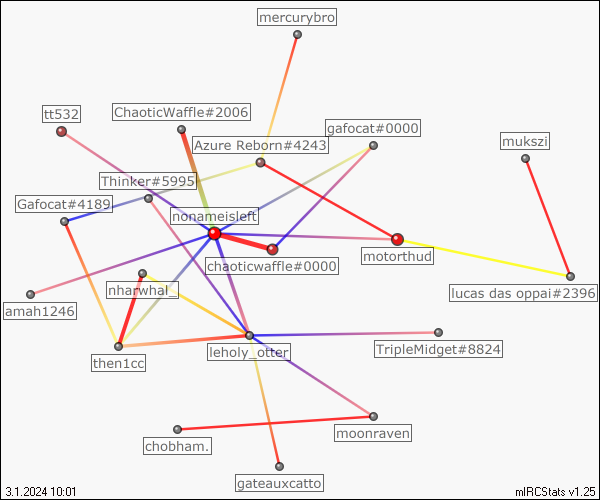 mercurybro
tt532
ChaoticWaffle#2006
gafocat#0000
Azure Reborn#4243
mukszi
Thinker#5995
Gafocat#4189
nonameisleft
motorthud
chaoticwaffle#0000
nharwhal_
lucas das oppai#2396
amah1246
then1cc
leholy_otter
TripleMidget#8824
moonraven
chobham.
gateauxcatto
3.1.2024 10:01
mIRCStats v1.25